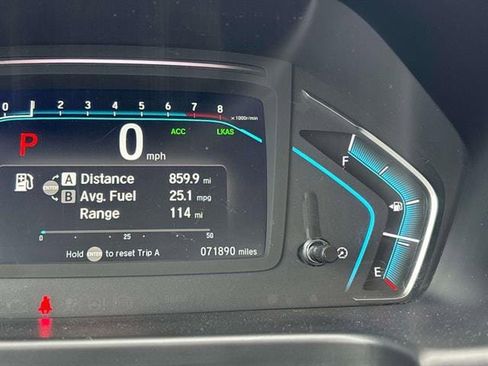 0 1 2 3 4 5 6 7 8 x1000r/min
P 0 ACC LKAS
mph
A Distance 859.9 mi
ENTER
B Avg. Fuel 25.1 mpg
Range 114 mi
0 25 50
Hold ENTER to reset Trip A 071890 miles
F
E